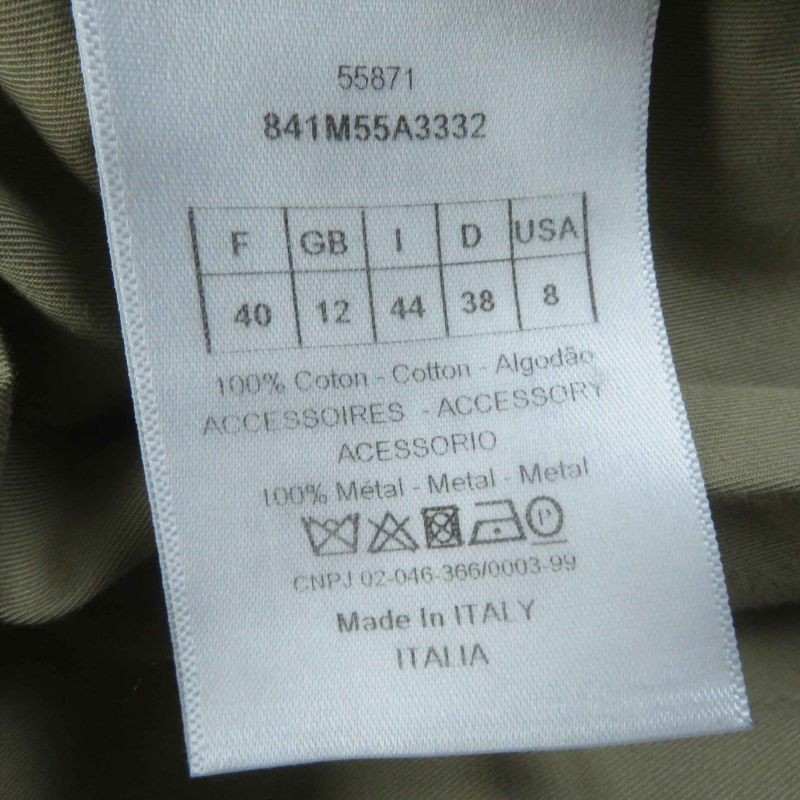 55871
841M55A3332
F GB I D USA
40 12 44 38 8
100% Coton - Cotton - Algodão
ACCESSOIRES - ACCESSORY -
ACESSORIO
100% Métal - Metal - Metal
P
CNPJ 02-046-366/0003-99
Made In ITALY
ITALIA